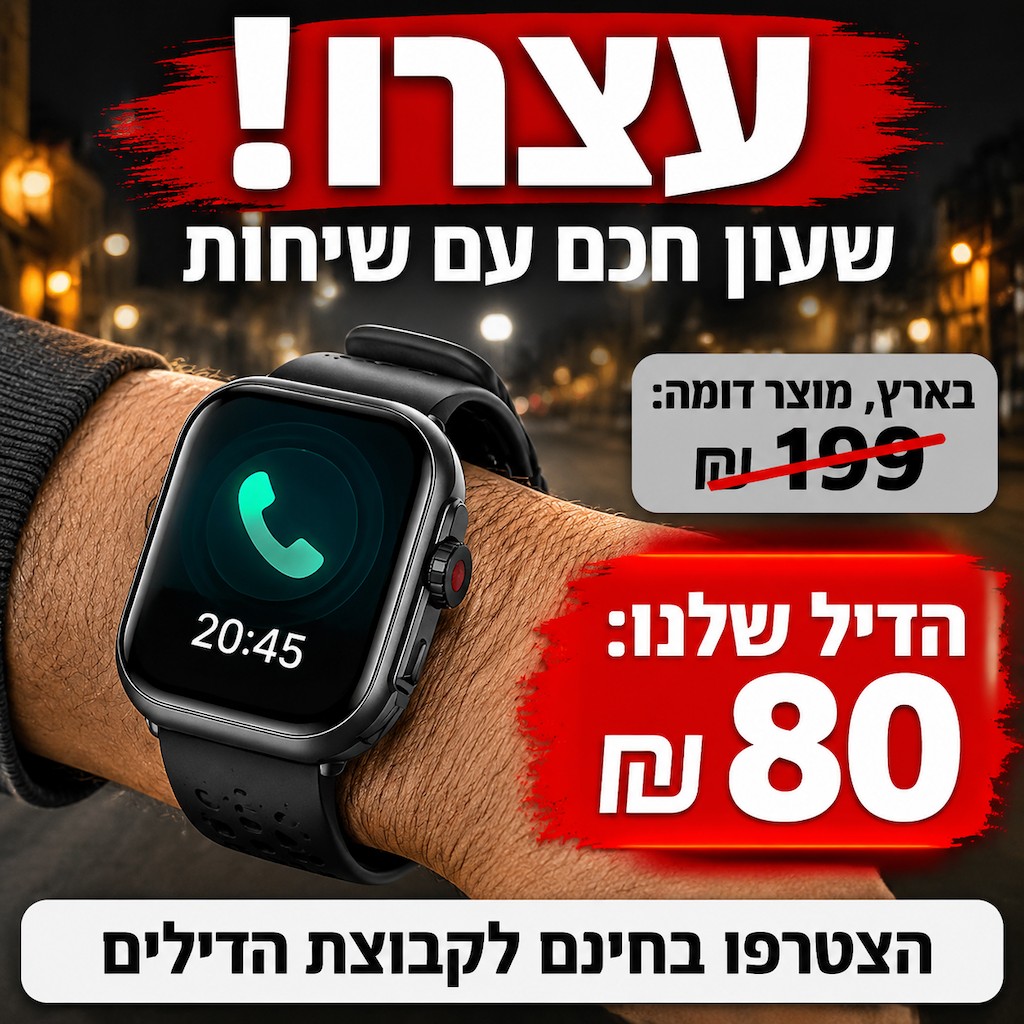 עצרו!
שעון חכם עם שיחות
בארץ, מוצר דומה:
199 ₪
20:45
הדיל שלנו:
80 ₪
הצטרפו בחינם לקבוצת הדילים